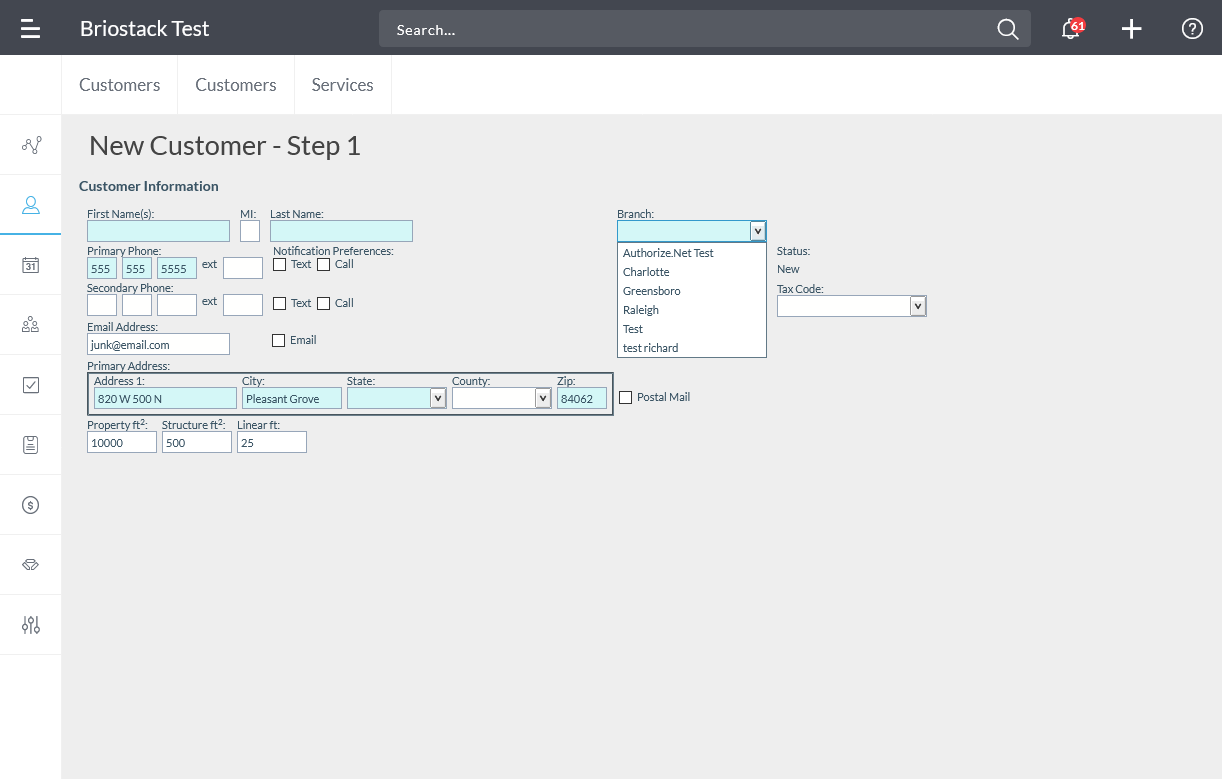 Briostack Test
Search...
61
Customers
Customers
Services
31
New Customer - Step 1
Customer Information
First Name(s): MI: Last Name: Branch:
Primary Phone: Notification Preferences: Authorize.Net Test Status:
555 555 5555 ext Text Call Charlotte New
Secondary Phone: Greensboro Tax Code:
ext Text Call Raleigh
Email Address: Test
junk@email.com Email test richard
Primary Address:
Address 1: City: State: County: Zip:
820 W 500 N Pleasant Grove 84062 Postal Mail
Property ft²: Structure ft²: Linear ft:
10000 500 25